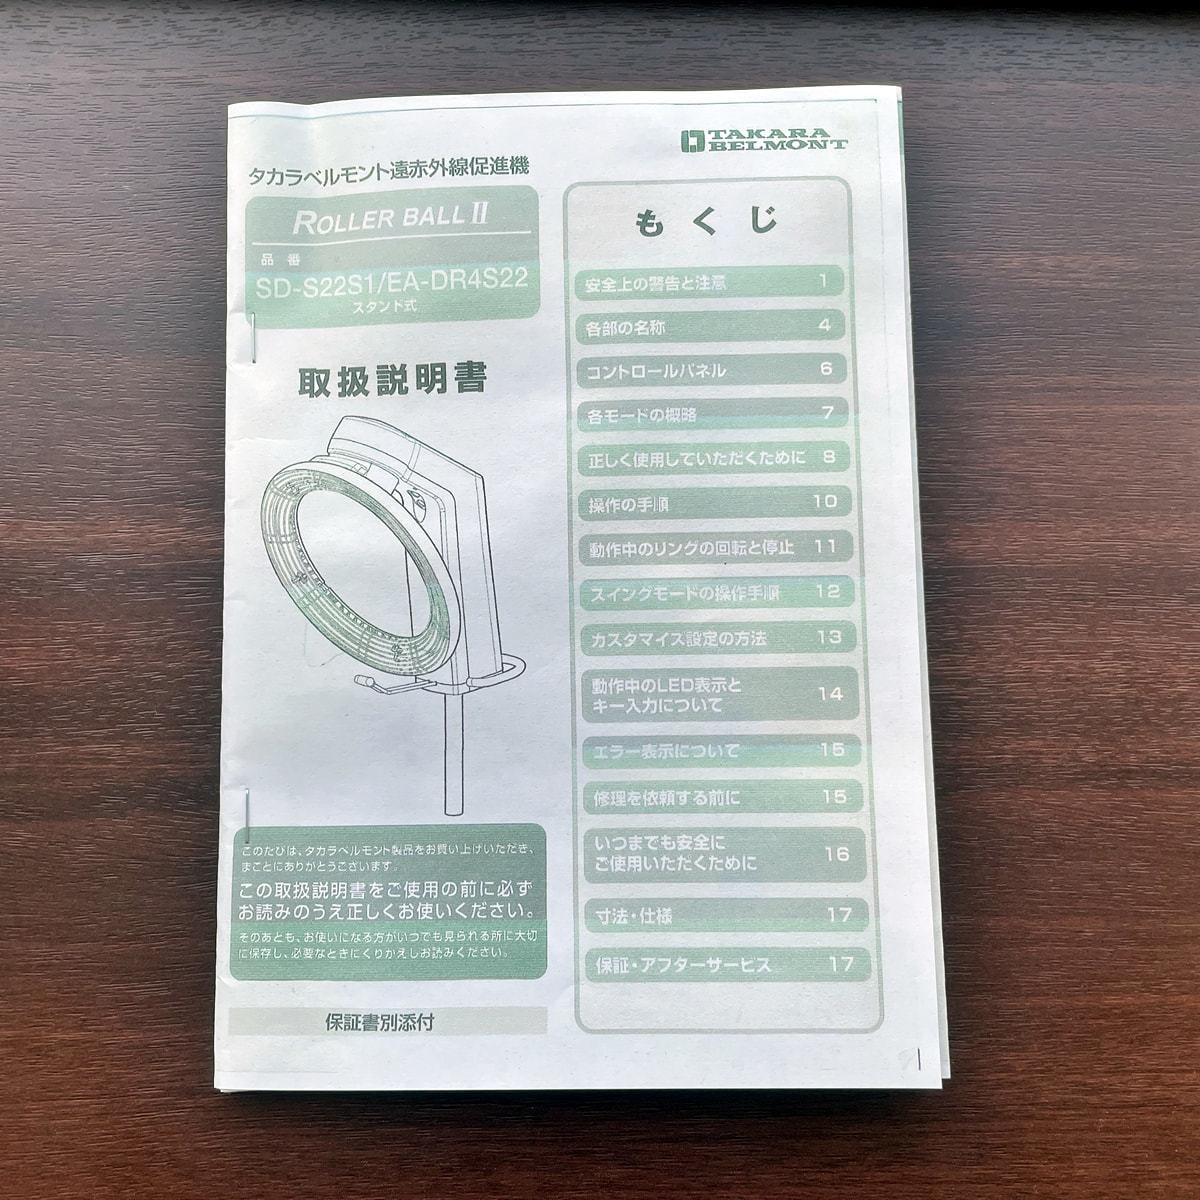 TAKARA
BELMONT
タカラベルモント遠赤外線促進機
ROLLER BALL II
品番
SD-S22S1/EA-DR4S22
スタンド式
取扱説明書
このたびは、タカラベルモント製品をお買い上げいただき、
まことにありがとうございます。
この取扱説明書をご使用の前に必ず
お読みのうえ正しくお使いください。
そのあとも、お使いになる方がいつでも見られる所に大切
に保存し、必要なときにくりかえしお読みください。
保証書別添付
もくじ
安全上の警告と注意 1
各部の名称 4
コントロールパネル 6
各モードの概略 7
正しく使用していただくために 8
操作の手順 10
動作中のリングの回転と停止 11
スイングモードの操作手順 12
カスタマイズ設定の方法 13
動作中のLED表示と
キー入力について 14
エラー表示について 15
修理を依頼する前に 15
いつまでも安全に
ご使用いただくために 16
寸法・仕様 17
保証・アフターサービス 17